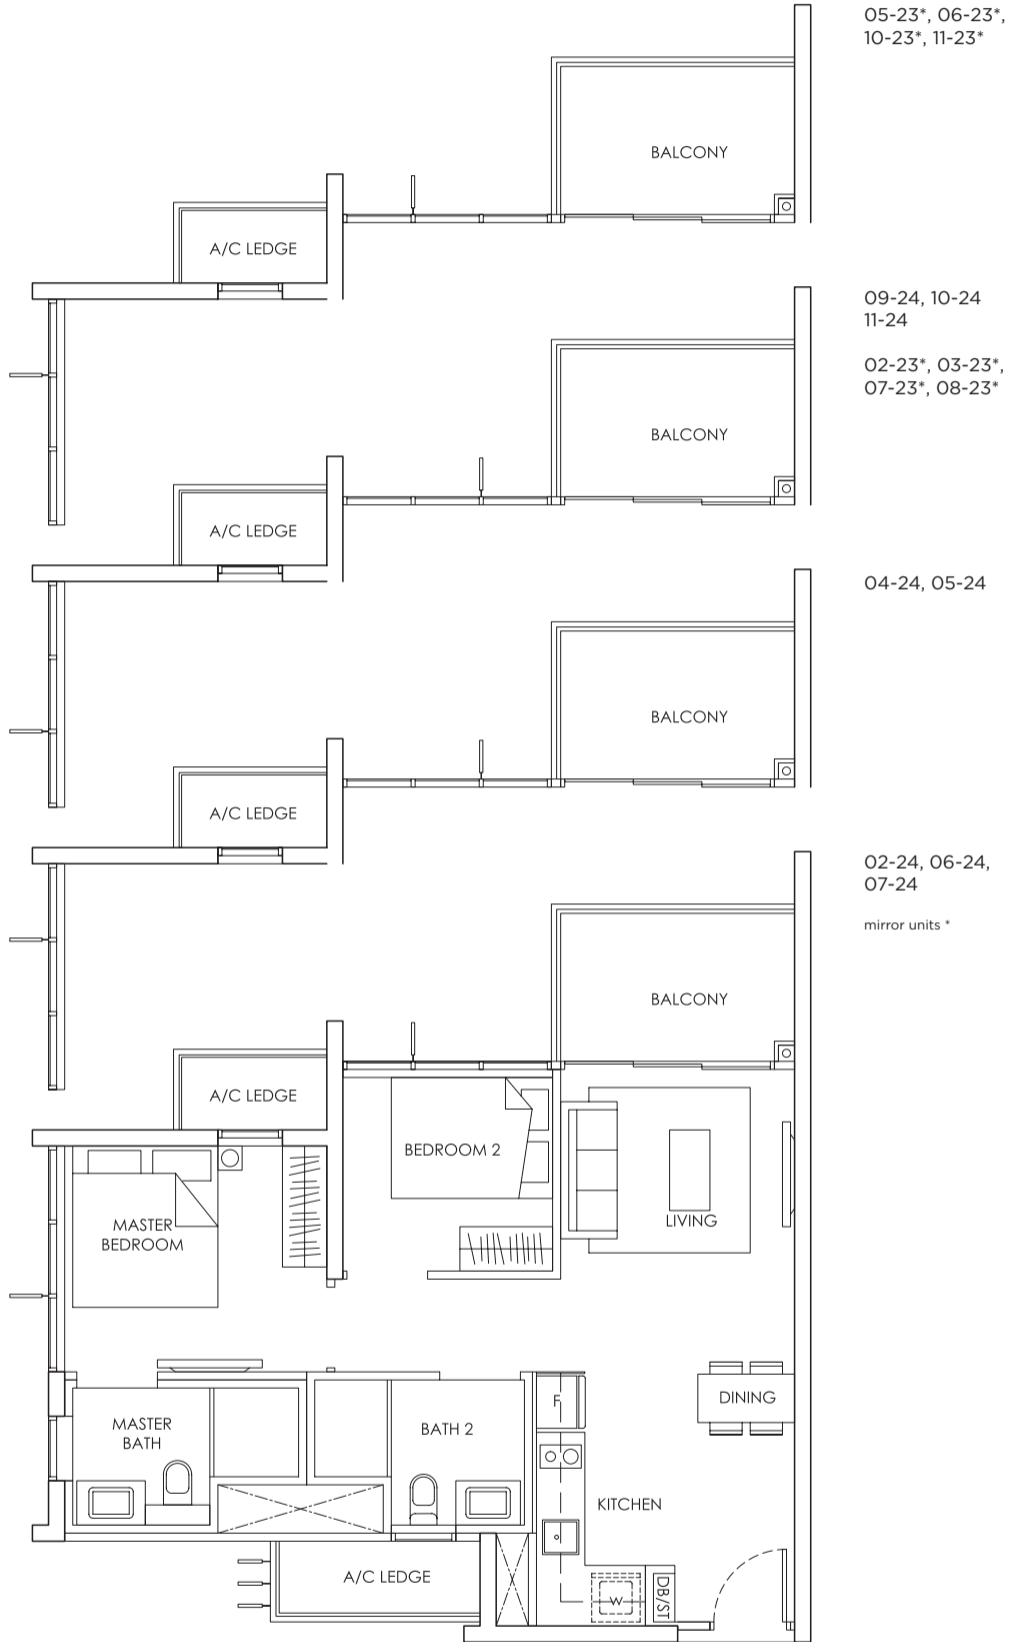 05-23*, 06-23*,
10-23*, 11-23*
BALCONY
A/C LEDGE
09-24, 10-24
11-24
02-23*, 03-23*,
07-23*, 08-23*
BALCONY
A/C LEDGE
04-24, 05-24
BALCONY
A/C LEDGE
02-24, 06-24,
07-24
mirror units *
BALCONY
A/C LEDGE
BEDROOM 2
LIVING
MASTER
BEDROOM
DINING
F
MASTER
BATH
BATH 2
KITCHEN
A/C LEDGE
W
DB/ST